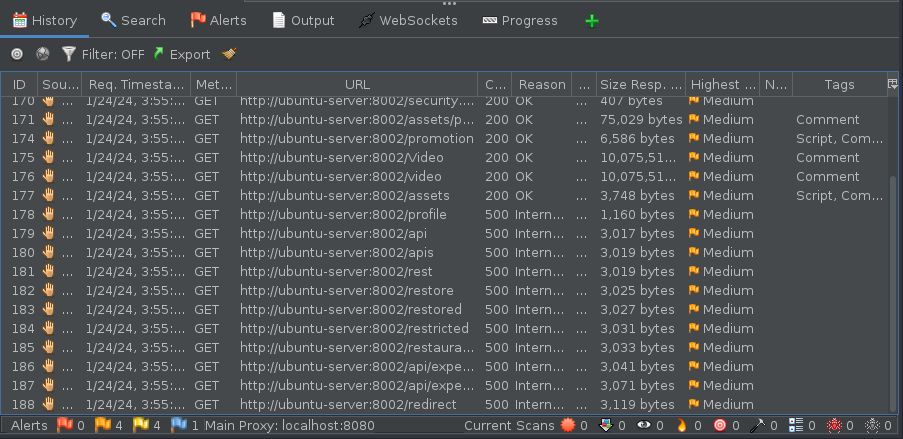 History Search Alerts Output WebSockets Progress
Filter: OFF Export
ID Sou... Req. Timesta... Met... URL C... Reason ... Size Resp. ... Highest ... N... Tags
170 ... 1/24/24, 3:55:... GET http://ubuntu-server:8002/security.... 200 OK ... 407 bytes Medium
171 ... 1/24/24, 3:55:... GET http://ubuntu-server:8002/assets/p... 200 OK ... 75,029 bytes Medium Comment
174 ... 1/24/24, 3:55:... GET http://ubuntu-server:8002/promotion 200 OK ... 6,586 bytes Medium Script, Com...
175 ... 1/24/24, 3:55:... GET http://ubuntu-server:8002/Video 200 OK ... 10,075,51... Medium Comment
176 ... 1/24/24, 3:55:... GET http://ubuntu-server:8002/video 200 OK ... 10,075,51... Medium Comment
177 ... 1/24/24, 3:55:... GET http://ubuntu-server:8002/assets 200 OK ... 3,748 bytes Medium Script, Com...
178 ... 1/24/24, 3:55:... GET http://ubuntu-server:8002/profile 500 Intern... ... 1,160 bytes Medium
179 ... 1/24/24, 3:55:... GET http://ubuntu-server:8002/api 500 Intern... ... 3,017 bytes Medium
180 ... 1/24/24, 3:55:... GET http://ubuntu-server:8002/apis 500 Intern... ... 3,019 bytes Medium
181 ... 1/24/24, 3:55:... GET http://ubuntu-server:8002/rest 500 Intern... ... 3,019 bytes Medium
182 ... 1/24/24, 3:55:... GET http://ubuntu-server:8002/restore 500 Intern... ... 3,025 bytes Medium
183 ... 1/24/24, 3:55:... GET http://ubuntu-server:8002/restored 500 Intern... ... 3,027 bytes Medium
184 ... 1/24/24, 3:55:... GET http://ubuntu-server:8002/restricted 500 Intern... ... 3,031 bytes Medium
185 ... 1/24/24, 3:55:... GET http://ubuntu-server:8002/restaura... 500 Intern... ... 3,033 bytes Medium
186 ... 1/24/24, 3:55:... GET http://ubuntu-server:8002/api/expe... 500 Intern... ... 3,041 bytes Medium
187 ... 1/24/24, 3:55:... GET http://ubuntu-server:8002/api/expe... 500 Intern... ... 3,071 bytes Medium
188 ... 1/24/24, 3:55:... GET http://ubuntu-server:8002/redirect 500 Intern... ... 3,119 bytes Medium
Alerts 0 4 4 1 Main Proxy: localhost:8080 Current Scans 0 0 0 0 0 0 0 0 0